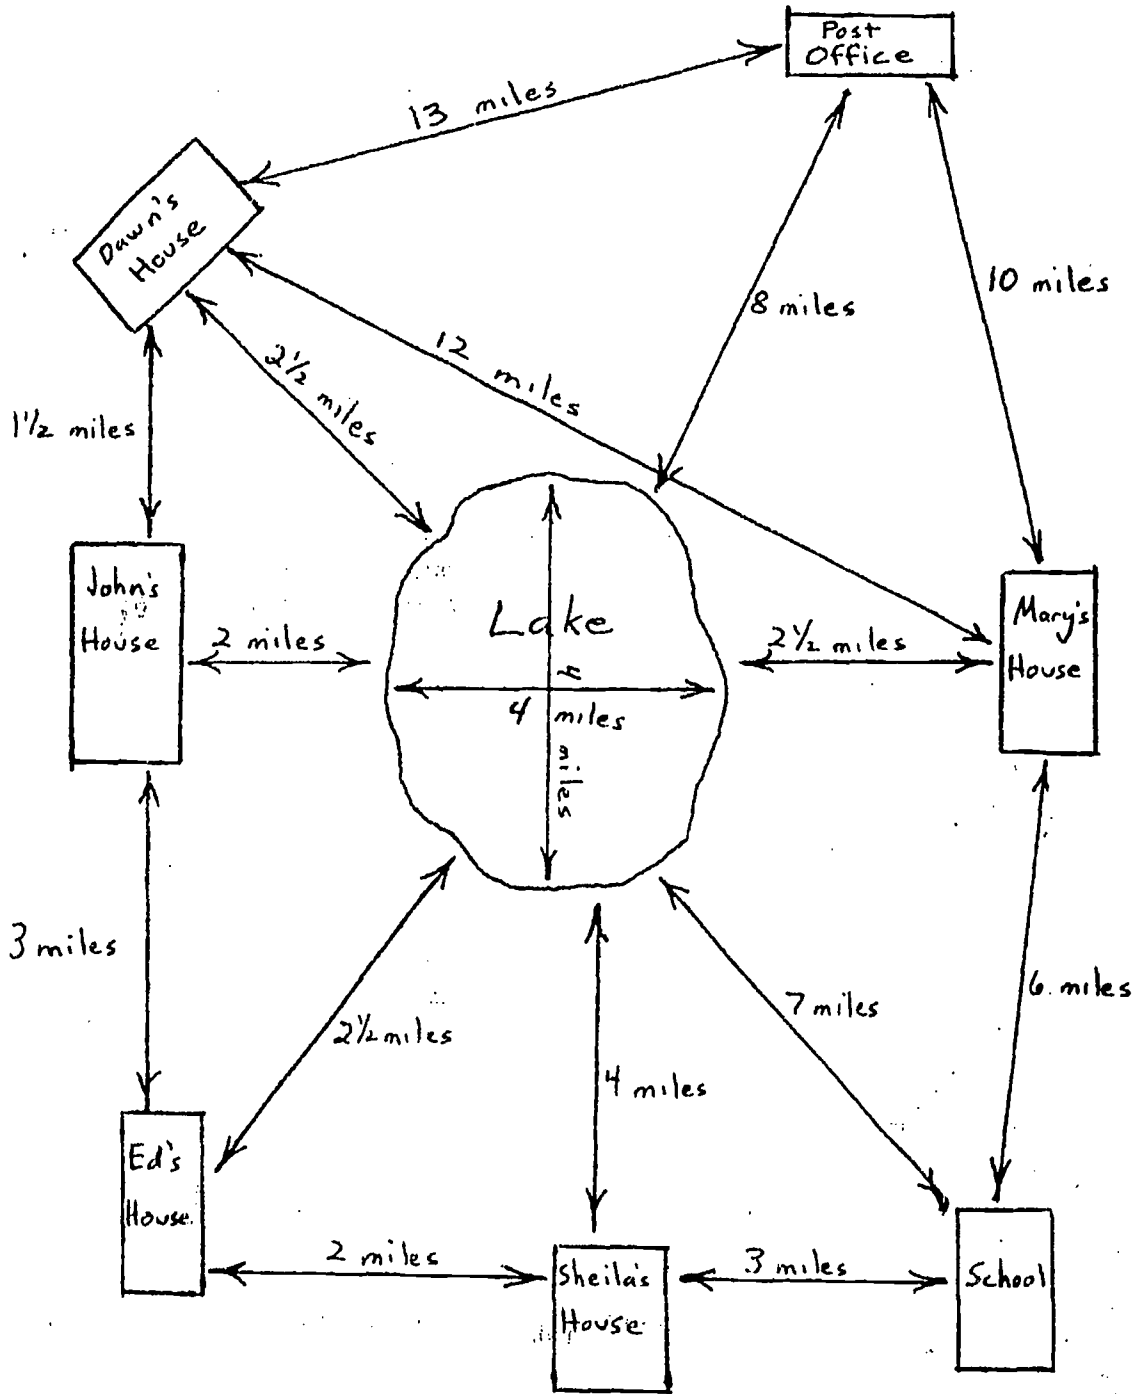 Post
Office
13 miles
Dawn's
House
10 miles
8 miles
12 miles
2½ miles
1½ miles
John's
House
Lake
Mary's
House
2 miles
2½ miles
4 miles
4 miles
3 miles
6 miles
7 miles
2½ miles
4 miles
Ed's
House
2 miles
3 miles
Sheila's
House
School